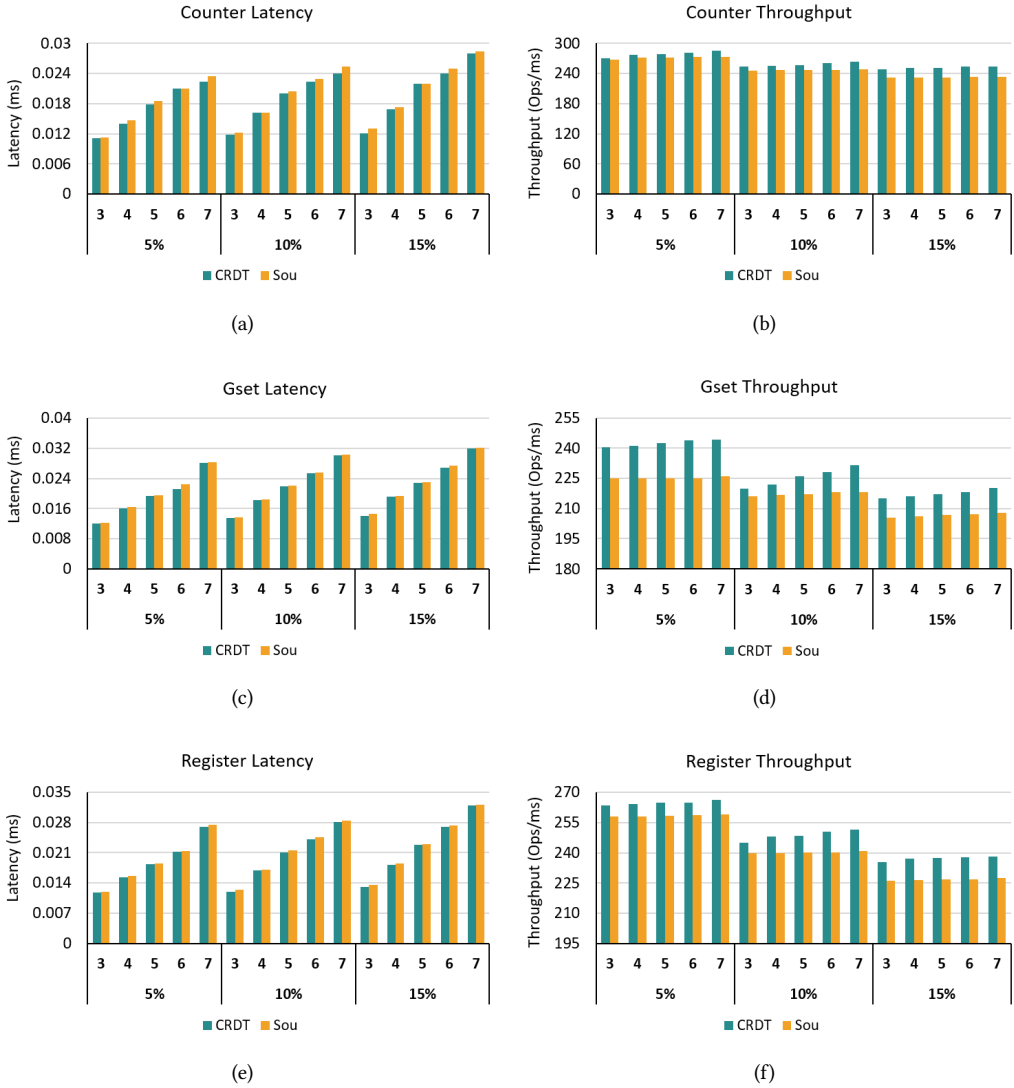 Counter Latency
Latency (ms)
0.03
0.024
0.018
0.012
0.006
0
3 4 5 6 7 3 4 5 6 7 3 4 5 6 7
5% 10% 15%
CRDT Sou
(a)
Counter Throughput
Throughput (Ops/ms)
300
240
180
120
60
0
3 4 5 6 7 3 4 5 6 7 3 4 5 6 7
5% 10% 15%
CRDT Sou
(b)
Gset Latency
Latency (ms)
0.04
0.032
0.024
0.016
0.008
0
3 4 5 6 7 3 4 5 6 7 3 4 5 6 7
5% 10% 15%
CRDT Sou
(c)
Gset Throughput
Throughput (Ops/ms)
255
240
225
210
195
180
3 4 5 6 7 3 4 5 6 7 3 4 5 6 7
5% 10% 15%
CRDT Sou
(d)
Register Latency
Latency (ms)
0.035
0.028
0.021
0.014
0.007
0
3 4 5 6 7 3 4 5 6 7 3 4 5 6 7
5% 10% 15%
CRDT Sou
(e)
Register Throughput
Throughput (Ops/ms)
270
255
240
225
210
195
3 4 5 6 7 3 4 5 6 7 3 4 5 6 7
5% 10% 15%
CRDT Sou
(f)